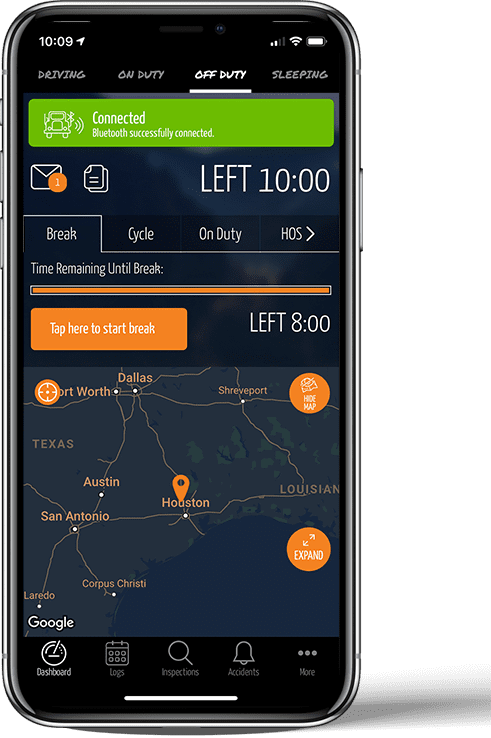 10:09
DRIVING ON DUTY OFF DUTY SLEEPING
Connected
Bluetooth successfully connected.
1
LEFT 10:00
Break Cycle On Duty HOS
Time Remaining Until Break:
Tap here to start break
LEFT 8:00
Dallas
ort Worth
Shreveport
HIDE
MAP
TEXAS
Austin
Houston
LOUISIAN
San Antonio
EXPAND
Corpus Christi
Laredo
Google
Dashboard Logs Inspections Accidents More